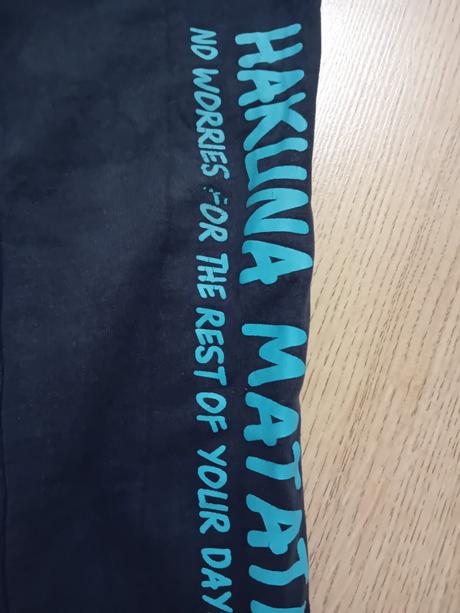 HAKUNA MATAT
NO WORRIES FOR THE REST OF YOUR DAY